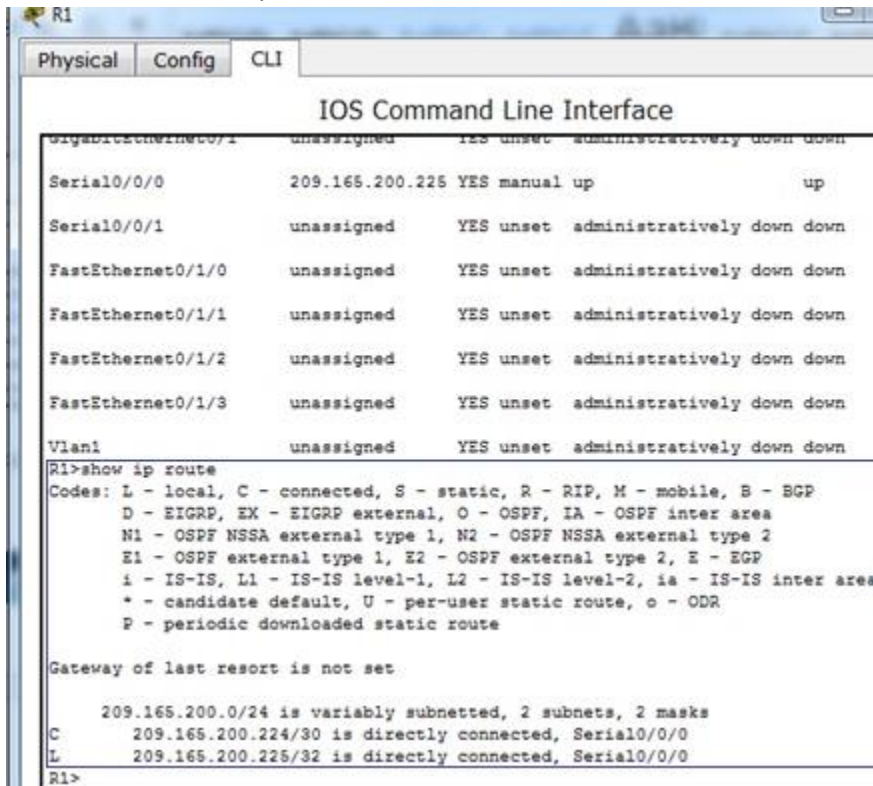 R1
Physical Config CLI
IOS Command Line Interface
GigabitEthernet0/1 unassigned YES unset administratively down down
Serial0/0/0 209.165.200.225 YES manual up up
Serial0/0/1 unassigned YES unset administratively down down
FastEthernet0/1/0 unassigned YES unset administratively down down
FastEthernet0/1/1 unassigned YES unset administratively down down
FastEthernet0/1/2 unassigned YES unset administratively down down
FastEthernet0/1/3 unassigned YES unset administratively down down
Vlan1 unassigned YES unset administratively down down
R1>show ip route
Codes: L - local, C - connected, S - static, R - RIP, M - mobile, B - BGP
D - EIGRP, EX - EIGRP external, O - OSPF, IA - OSPF inter area
N1 - OSPF NSSA external type 1, N2 - OSPF NSSA external type 2
E1 - OSPF external type 1, E2 - OSPF external type 2, E - EGP
i - IS-IS, L1 - IS-IS level-1, L2 - IS-IS level-2, ia - IS-IS inter area
* - candidate default, U - per-user static route, o - ODR
P - periodic downloaded static route
Gateway of last resort is not set
209.165.200.0/24 is variably subnetted, 2 subnets, 2 masks
C 209.165.200.224/30 is directly connected, Serial0/0/0
L 209.165.200.225/32 is directly connected, Serial0/0/0
R1>